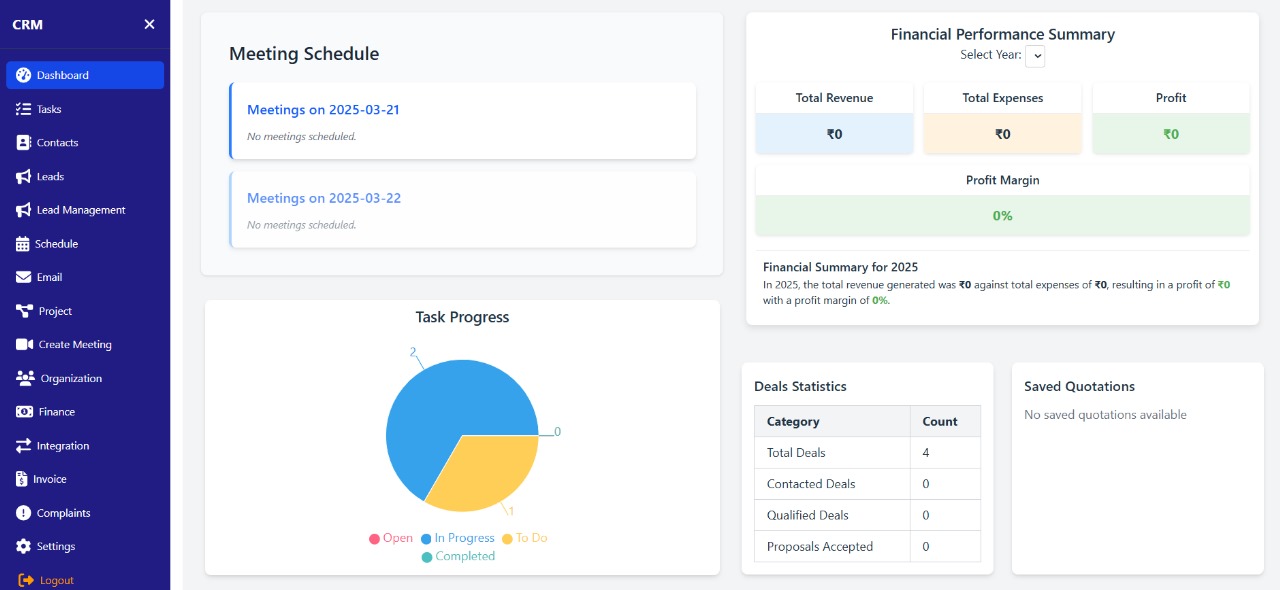 CRM
Dashboard
Tasks
Contacts
Leads
Lead Management
Schedule
Email
Project
Create Meeting
Organization
Finance
Integration
Invoice
Complaints
Settings
Logout
Meeting Schedule
Meetings on 2025-03-21
No meetings scheduled.
Meetings on 2025-03-22
No meetings scheduled.
Task Progress
2
0
1
Open In Progress To Do
Completed
Financial Performance Summary
Select Year:
Total Revenue Total Expenses Profit
₹0 ₹0 ₹0
Profit Margin
0%
Financial Summary for 2025
In 2025, the total revenue generated was ₹0 against total expenses of ₹0, resulting in a profit of ₹0
with a profit margin of 0%.
Deals Statistics
Category Count
Total Deals 4
Contacted Deals 0
Qualified Deals 0
Proposals Accepted 0
Saved Quotations
No saved quotations available